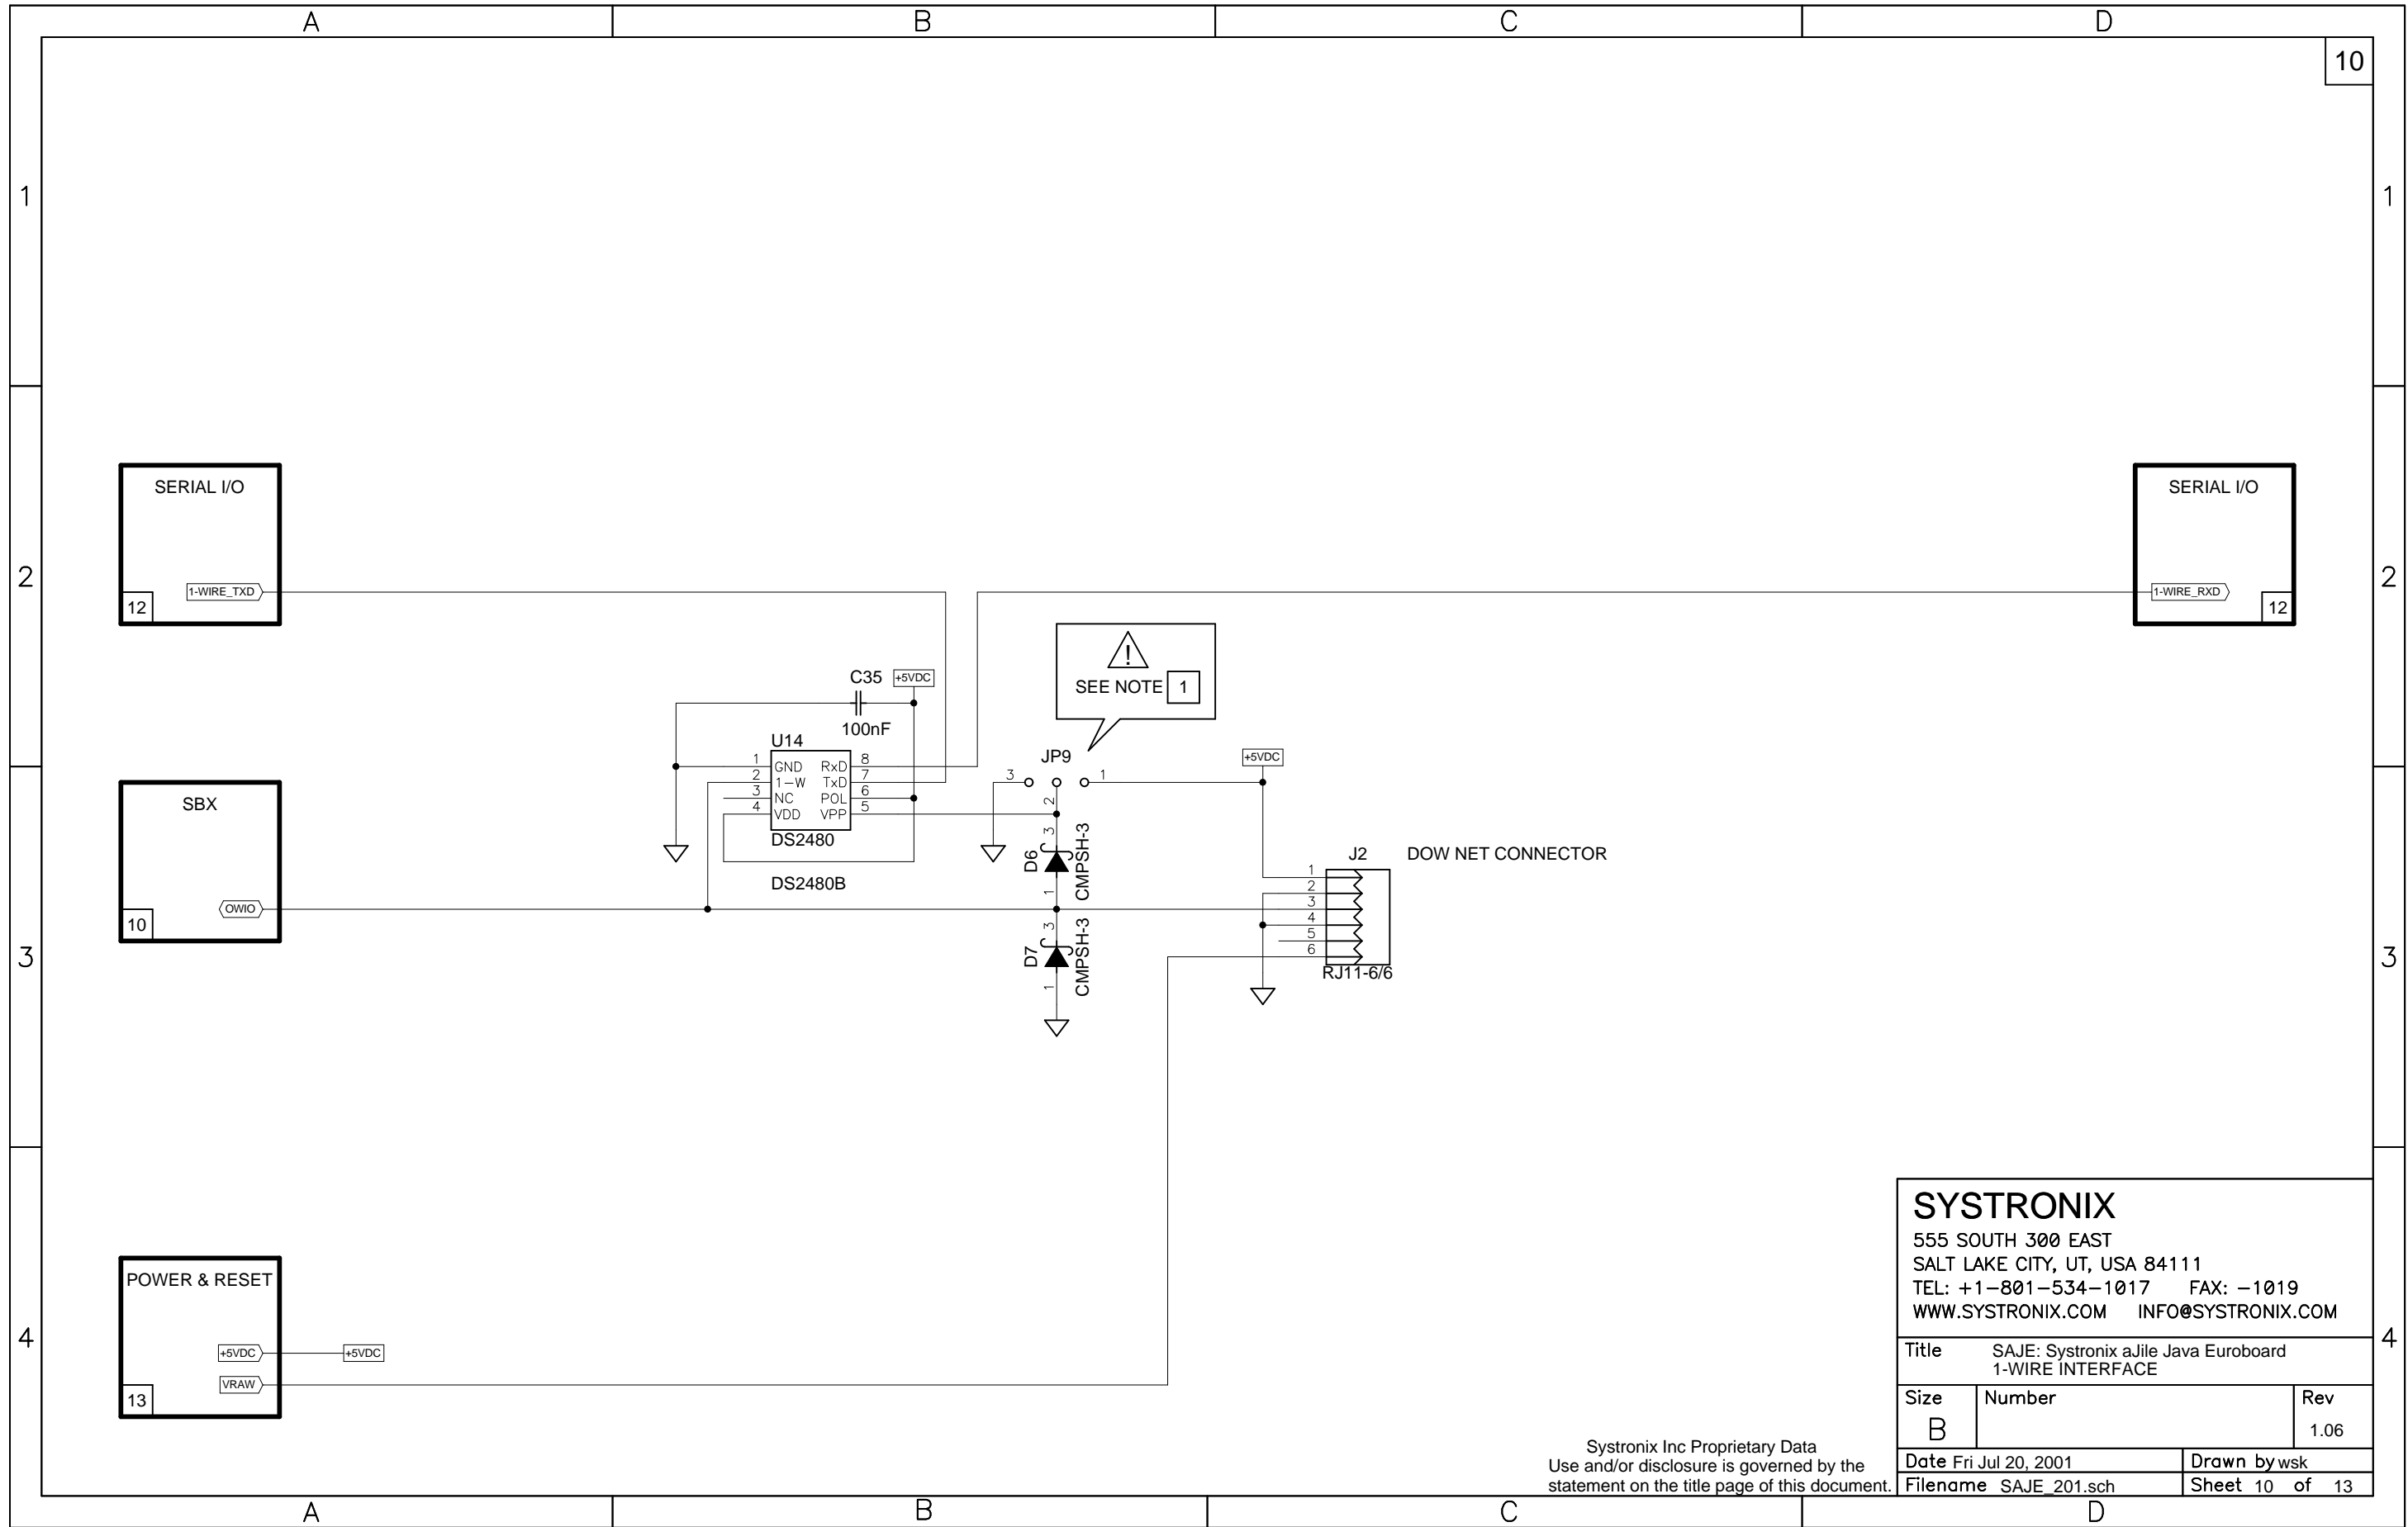 A
B
C
D
10
1
1
SERIAL I/O
1-WIRE_TXD
12
2
SERIAL I/O
1-WIRE_RXD
12
2
SEE NOTE 1
!
C35
+5VDC
100nF
U14
1 GND RxD 8
2 1-W TxD 7
3 NC POL 6
4 VDD VPP 5
DS2480
DS2480B
JP9
3
1
2
+5VDC
SBX
OWIO
10
3
D6
3
1
CMPSH-3
D7
3
1
CMPSH-3
J2
DOW NET CONNECTOR
1
2
3
4
5
6
RJ11-6/6
3
POWER & RESET
+5VDC
+5VDC
VRAW
13
4
4
SYSTRONIX
555 SOUTH 300 EAST
SALT LAKE CITY, UT, USA 84111
TEL: +1-801-534-1017 FAX: -1019
WWW.SYSTRONIX.COM INFO@SYSTRONIX.COM
Title SAJE: Systronix aJile Java Euroboard
1-WIRE INTERFACE
Size Number Rev
B 1.06
Date Fri Jul 20, 2001 Drawn by wsk
Filename SAJE_201.sch Sheet 10 of 13
Systronix Inc Proprietary Data
Use and/or disclosure is governed by the
statement on the title page of this document.
A
B
C
D